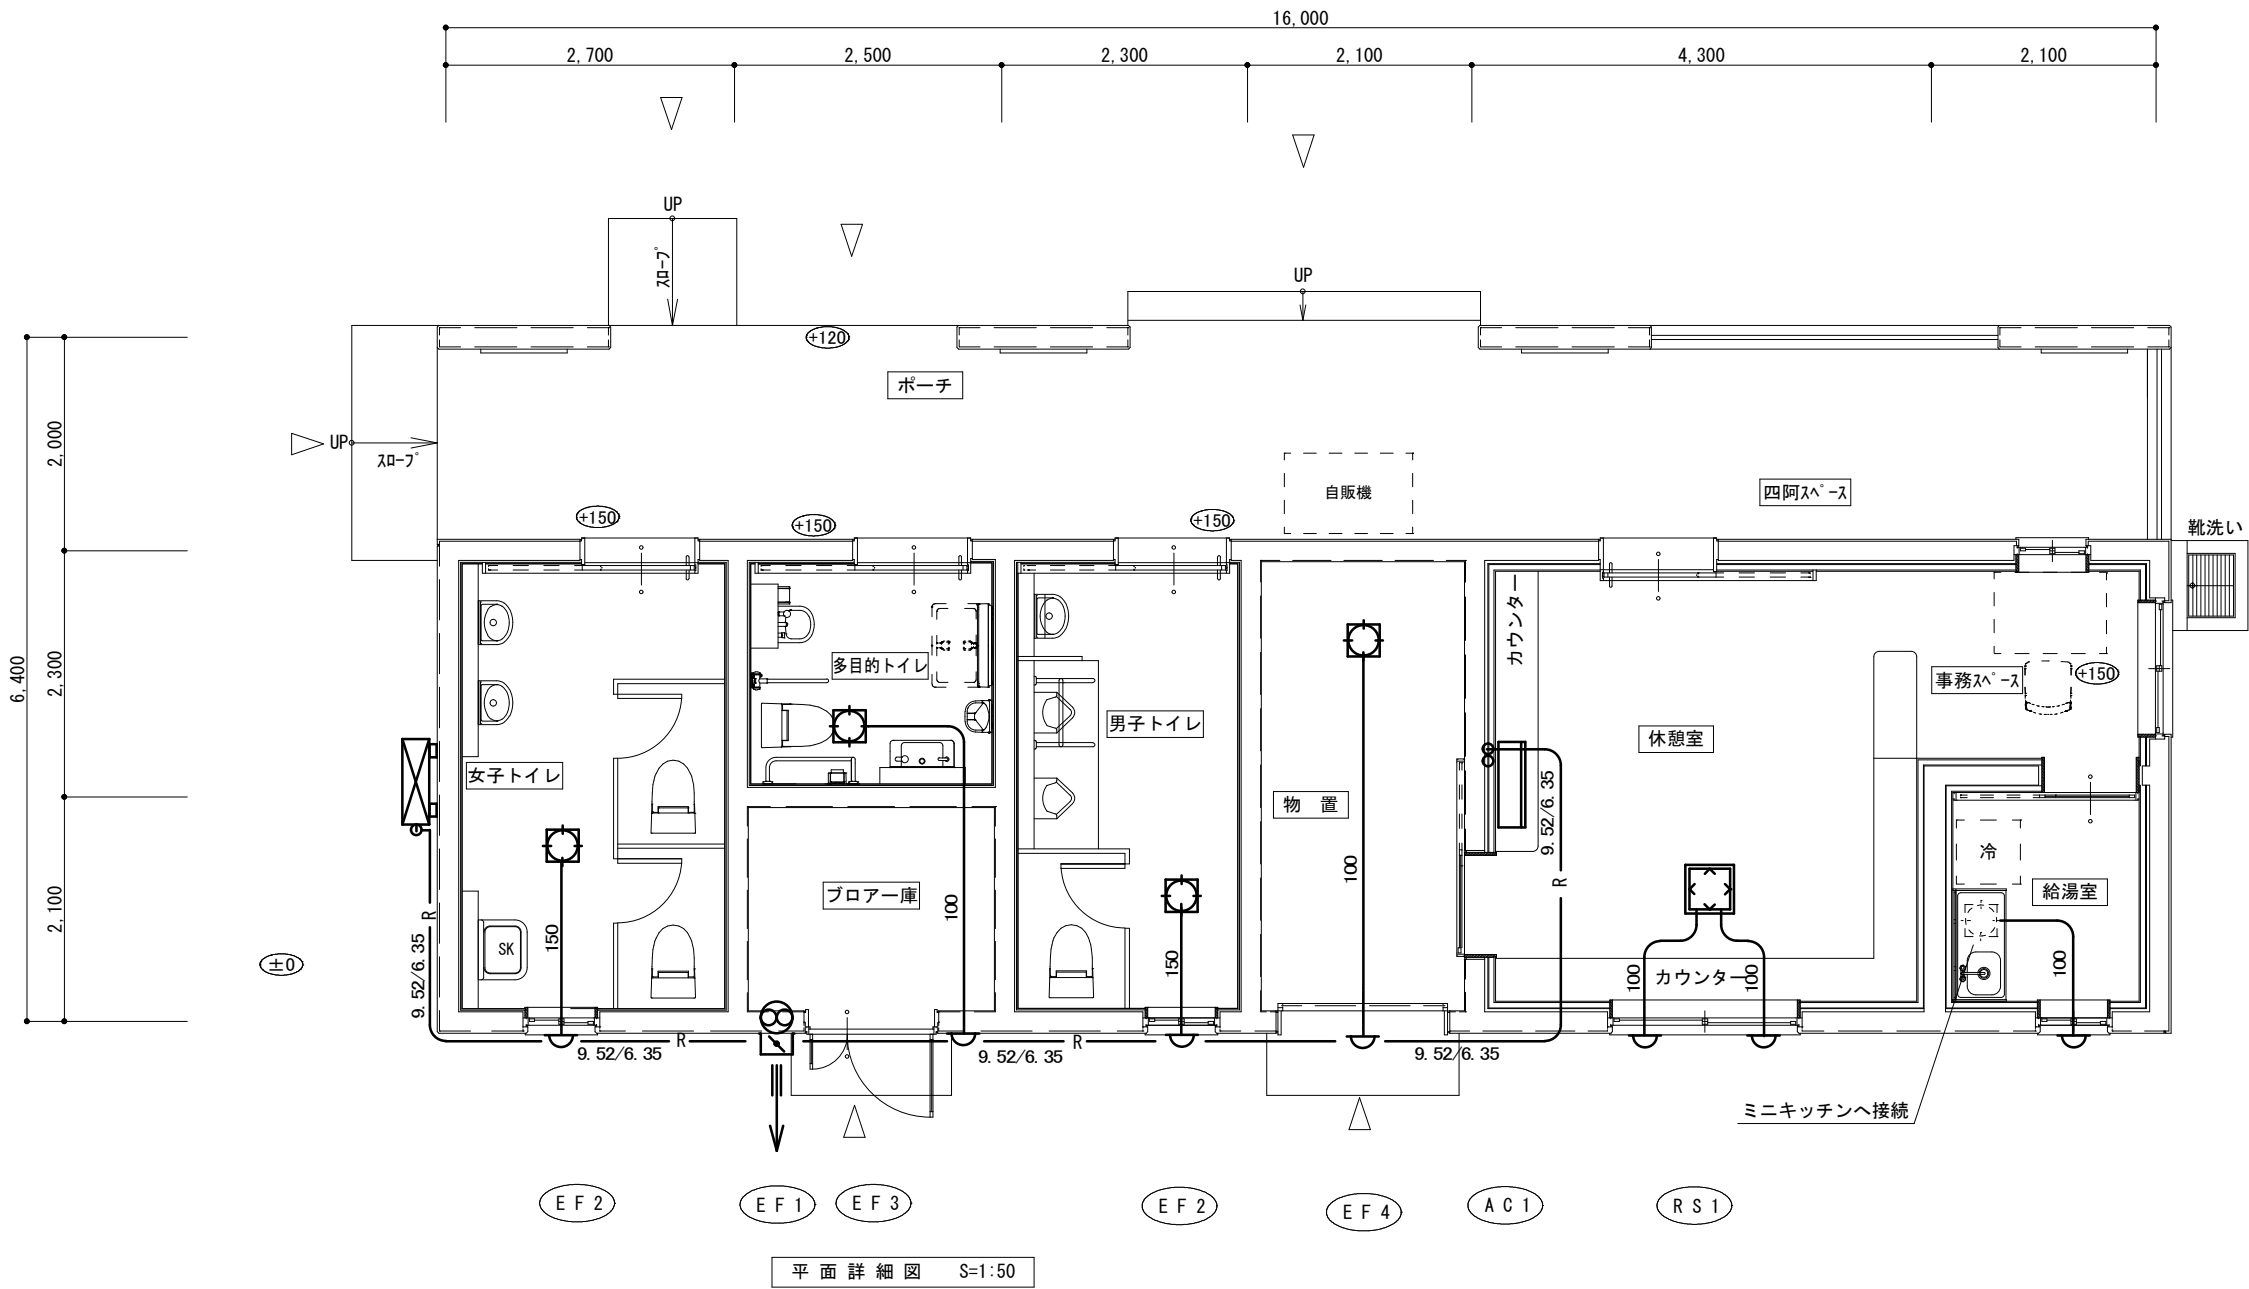 16,000
2,700
2,500
2,300
2,100
4,300
2,100
UP
スロープ
UP
+120
ポーチ
6,400
2,000
UP
スロープ
自販機
四阿スペース
+150
+150
+150
靴洗い
カウンター
2,300
多目的トイレ
事務スペース
+150
男子トイレ
休憩室
女子トイレ
物 置
9.52/6.35
冷
100
ブロアー庫
R
給湯室
2,100
R
100
150
SK
150
9.52/6.35
±0
100
カウンター
100
100
9.52/6.35
R
9.52/6.35
R
9.52/6.35
ミニキッチンへ接続
EF2
EF1
EF3
EF2
EF4
AC1
RS1
平面詳細図 S=1:50